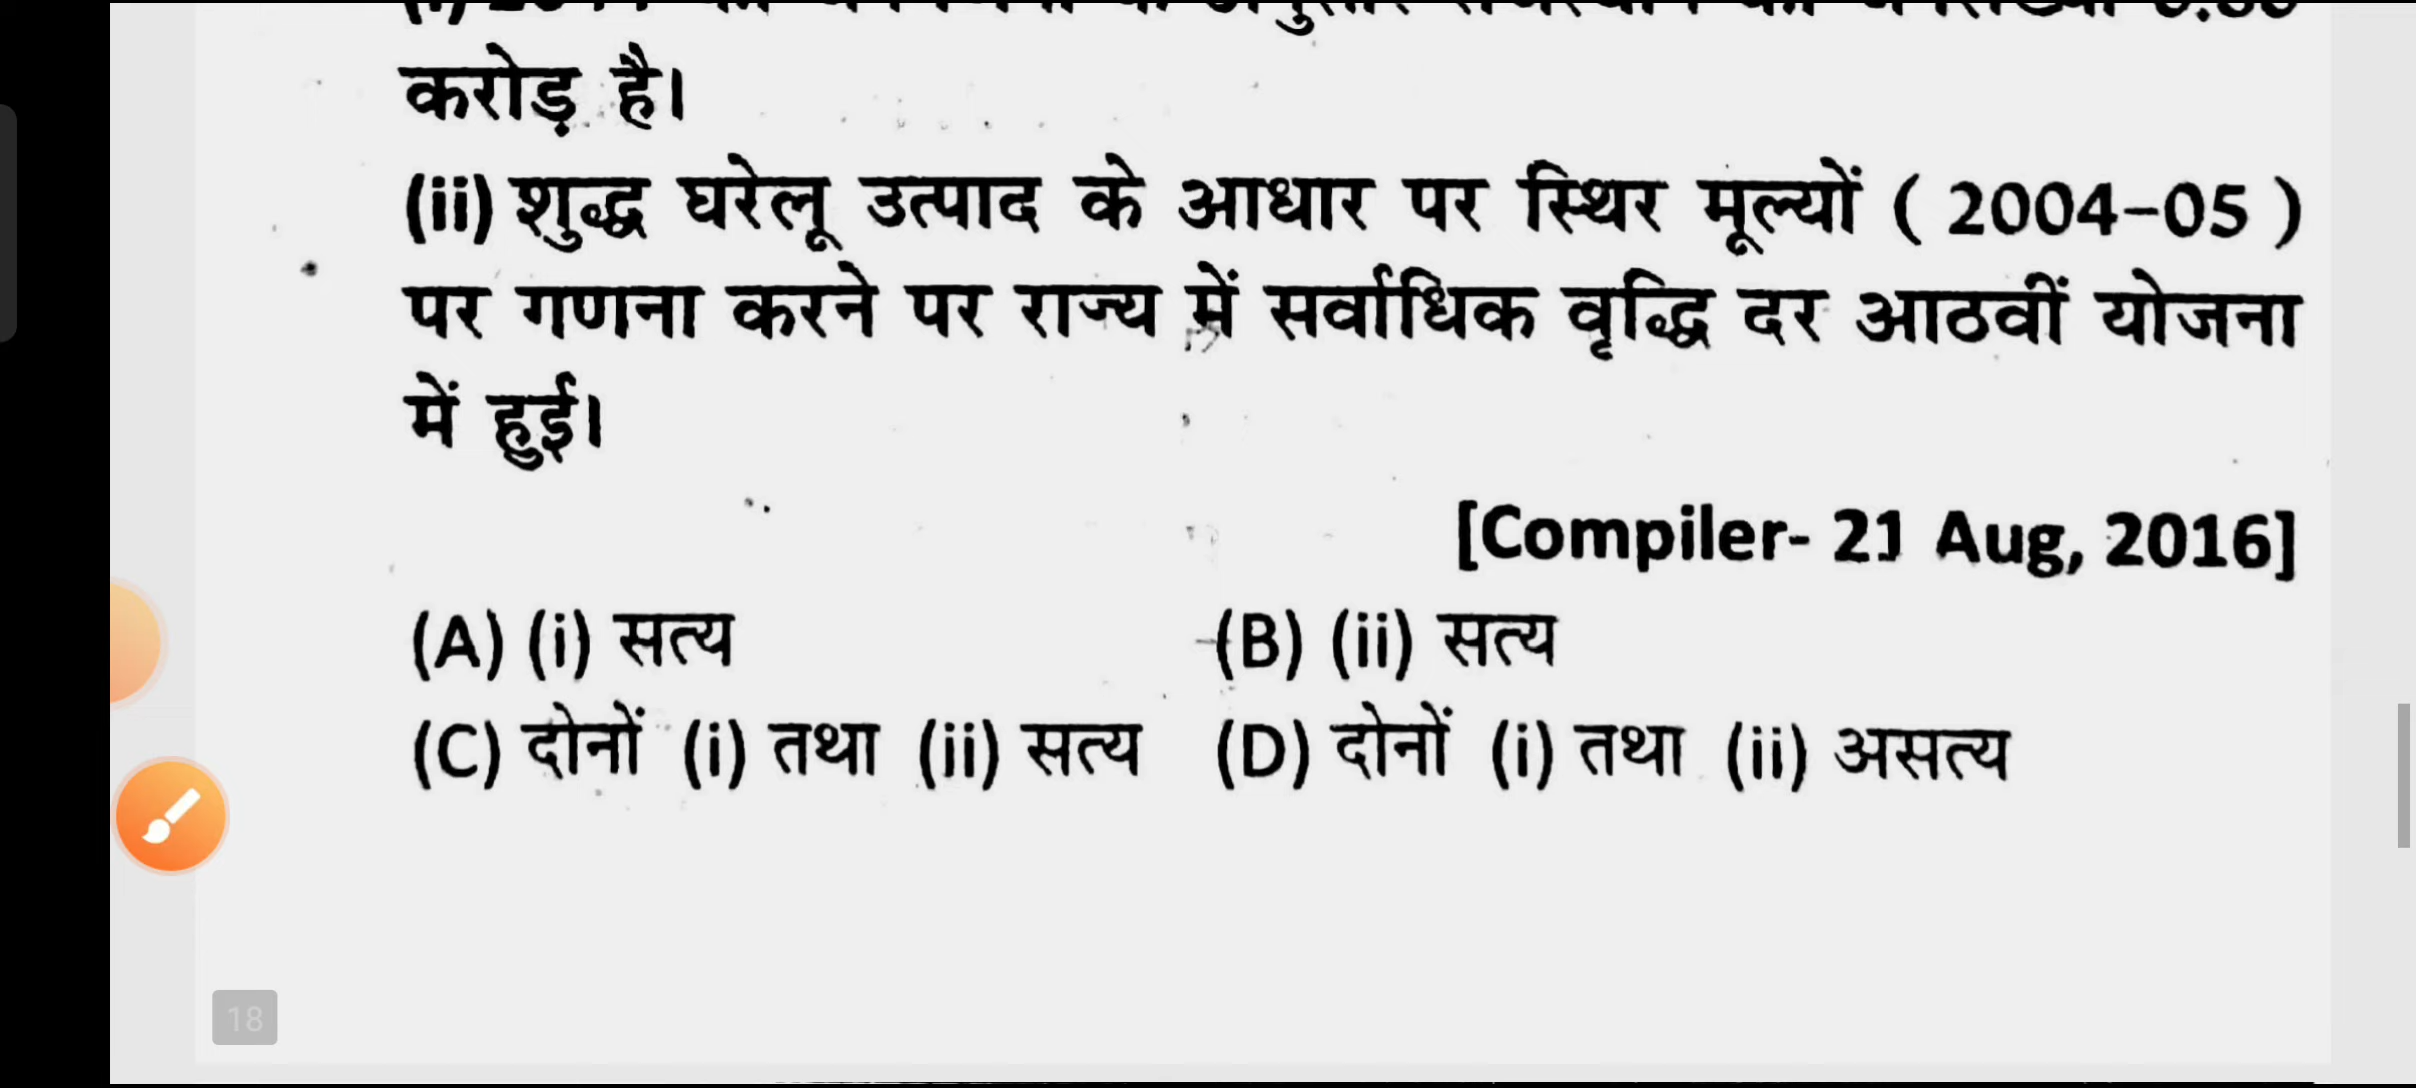 करोड़ है।
(ii) शुद्ध घरेलू उत्पाद के आधार पर स्थिर मूल्यों ( 2004-05 )
पर गणना करने पर राज्य में सर्वाधिक वृद्धि दर आठवीं योजना
में हुई।
[Compiler- 21 Aug, 2016]
(A) (i) सत्य (B) (ii) सत्य
(C) दोनों (i) तथा (ii) सत्य (D) दोनों (i) तथा (ii) असत्य
18